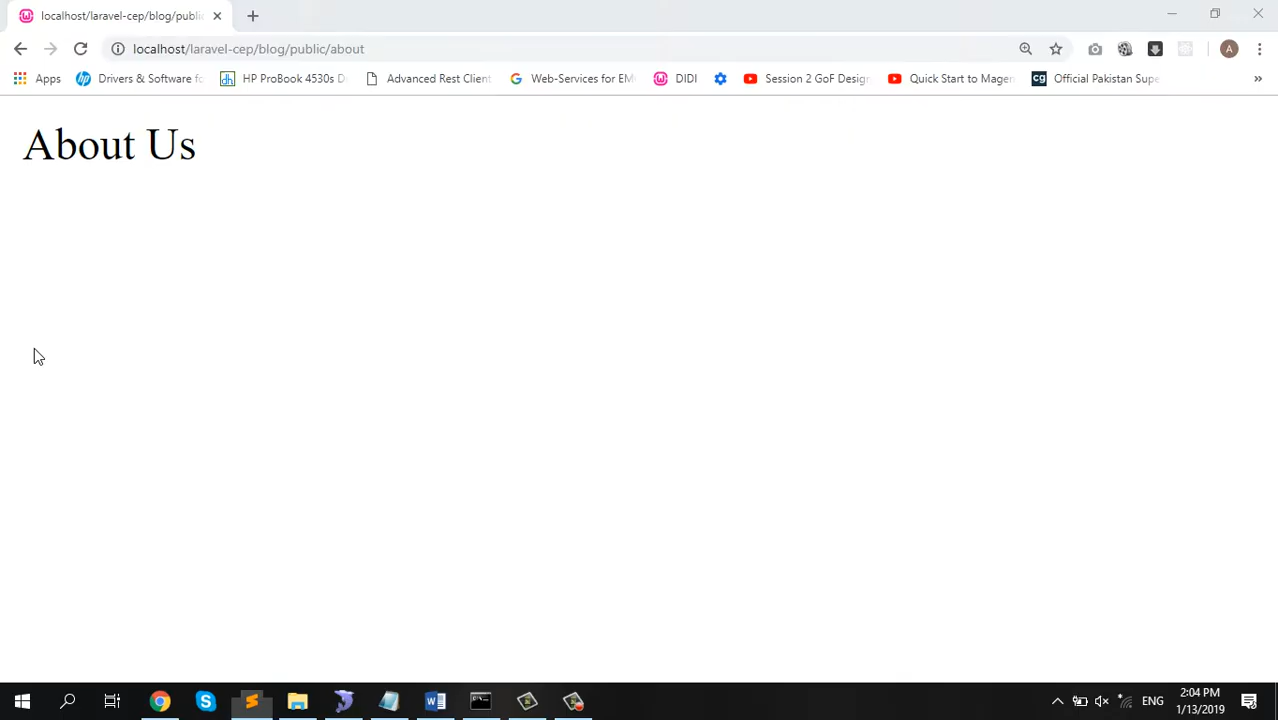 localhost/laravel-cep/blog/publi
localhost/laravel-cep/blog/public/about
A
Apps
Drivers & Software fo
HP ProBook 4530s D
Advanced Rest Client
Web-Services for EM
DIDI
Session 2 GoF Design
Quick Start to Magen
cg
Official Pakistan Supe
»
About Us
ENG
2:04 PM
1/13/2019